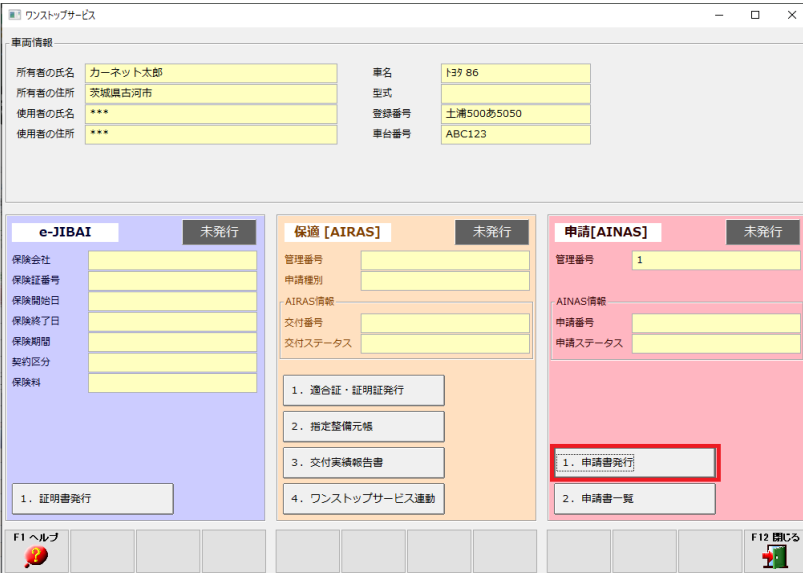 ワンストップサービス
車両情報
所有者の氏名 カーネット太郎 車名 ﾄﾖﾀ 86
所有者の住所 茨城県古河市 型式
使用者の氏名 *** 登録番号 土浦500あ5050
使用者の住所 *** 車台番号 ABC123
e-JIBAI 未発行
保険会社
保険証番号
保険開始日
保険終了日
保険期間
契約区分
保険料
1. 証明書発行
保適 [AIRAS] 未発行
管理番号
申請種別
AIRAS情報
交付番号
交付ステータス
1. 適合証・証明証発行
2. 指定整備元帳
3. 交付実績報告書
4. ワンストップサービス連動
申請[AINAS] 未発行
管理番号 1
AINAS情報
申請番号
申請ステータス
1. 申請書発行
2. 申請書一覧
F1 ヘルプ
F12 閉じる